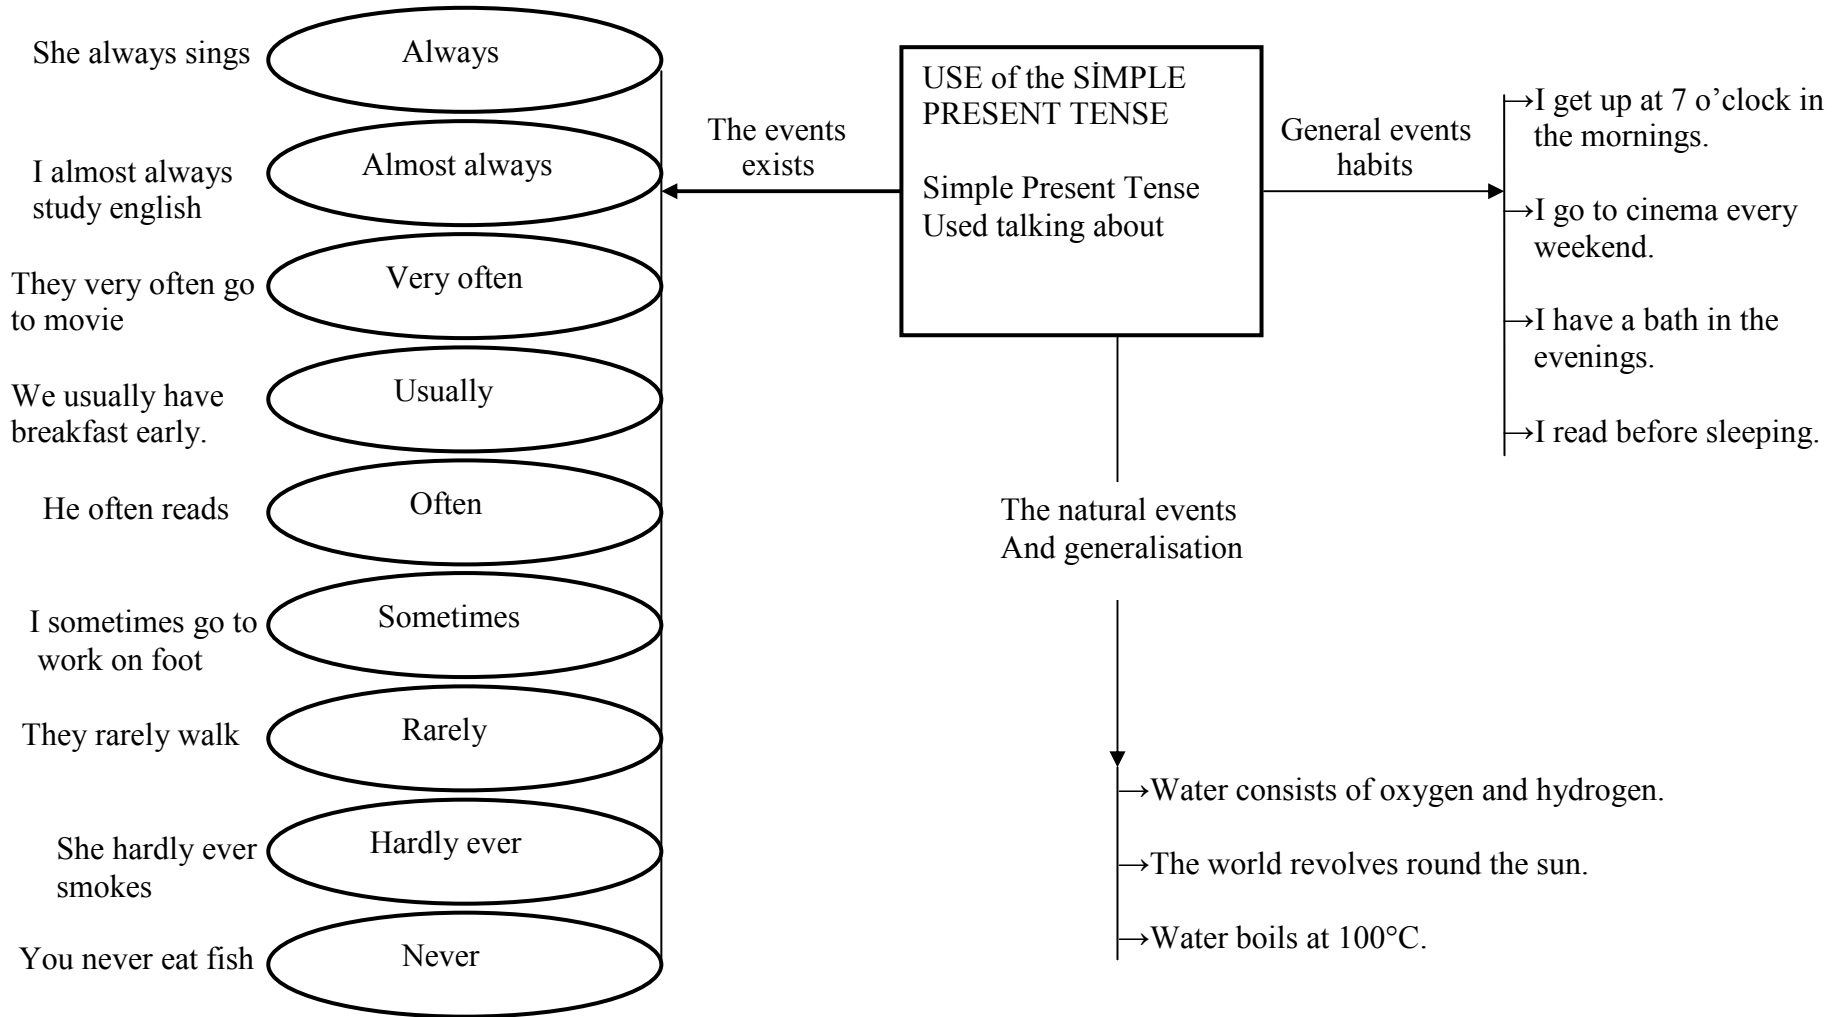 She always sings
Always
I almost always
study english
Almost always
They very often go
to movie
Very often
We usually have
breakfast early.
Usually
He often reads
Often
I sometimes go to
work on foot
Sometimes
They rarely walk
Rarely
She hardly ever
smokes
Hardly ever
You never eat fish
Never
The events
exists
USE of the SİMPLE
PRESENT TENSE
Simple Present Tense
Used talking about
General events
habits
→I get up at 7 o’clock in
the mornings.
→I go to cinema every
weekend.
→I have a bath in the
evenings.
→I read before sleeping.
The natural events
And generalisation
→Water consists of oxygen and hydrogen.
→The world revolves round the sun.
→Water boils at 100°C.